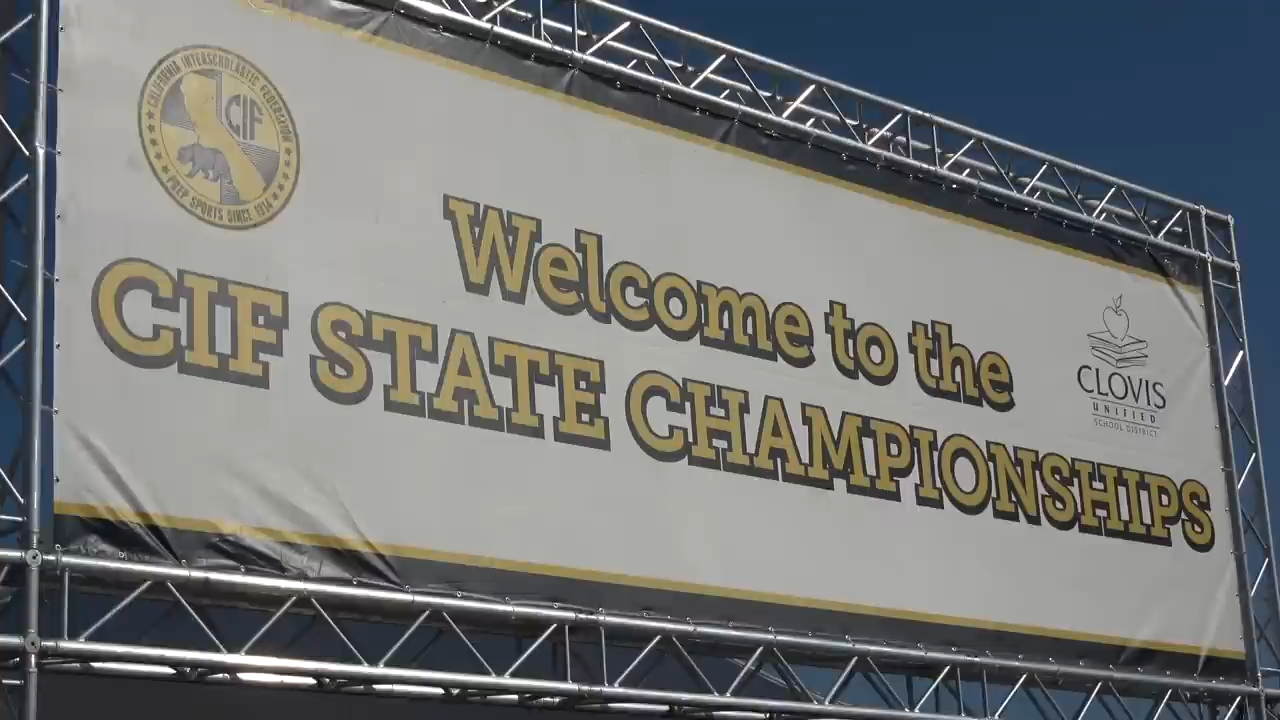 CALIFORNIA INTERSCHOLASTIC FEDERATION
CIF
PREP SPORTS SINCE 1914
Welcome to the
CIF STATE CHAMPIONSHIPS
CLOVIS
UNIFIED
SCHOOL DISTRICT